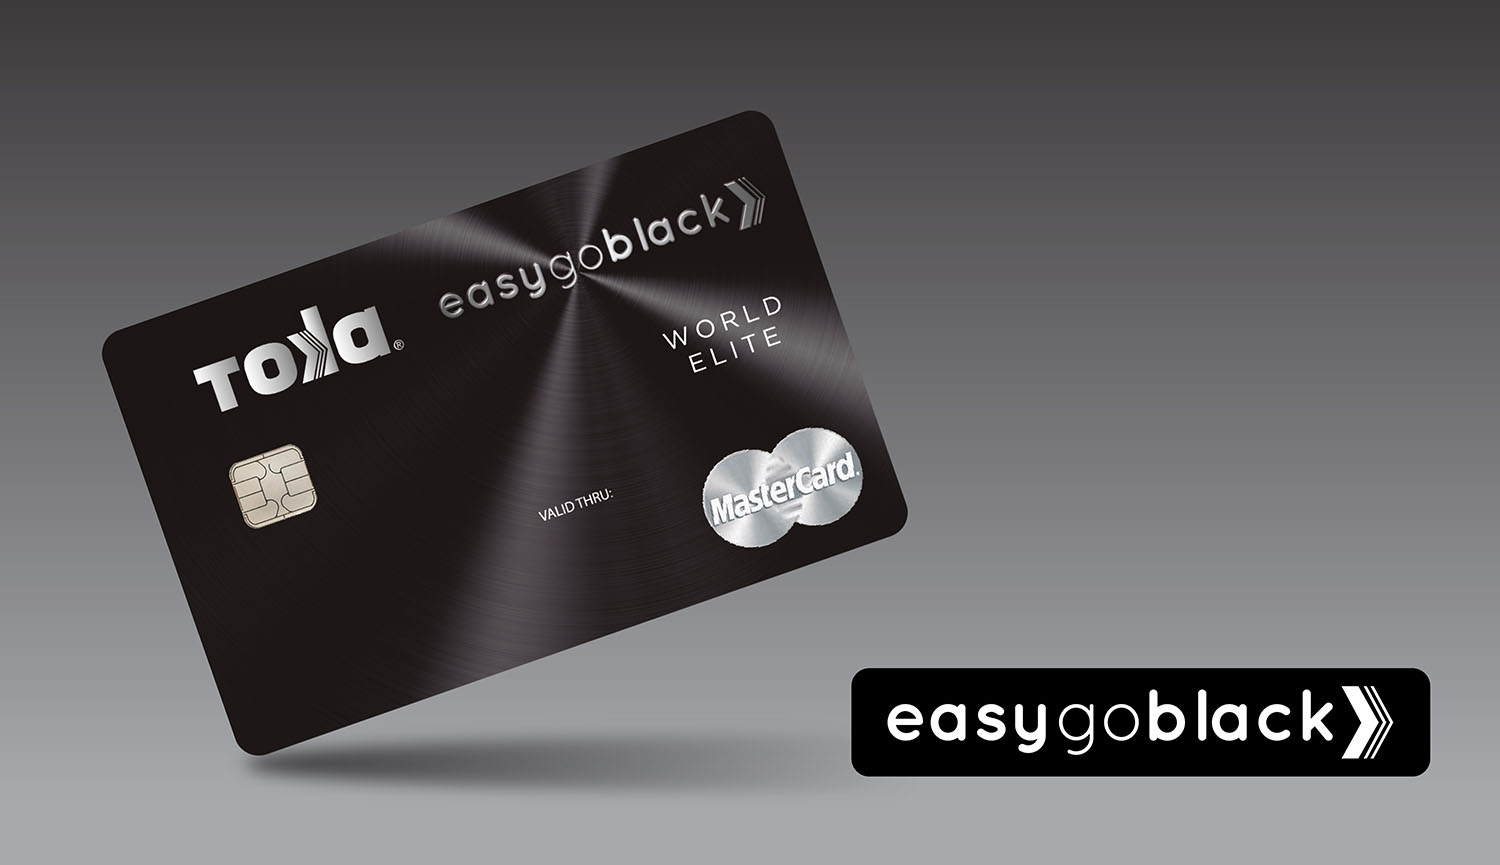 easygoblack
TOKA®
WORLD
ELITE
VALID THRU:
MasterCard.
easygoblack